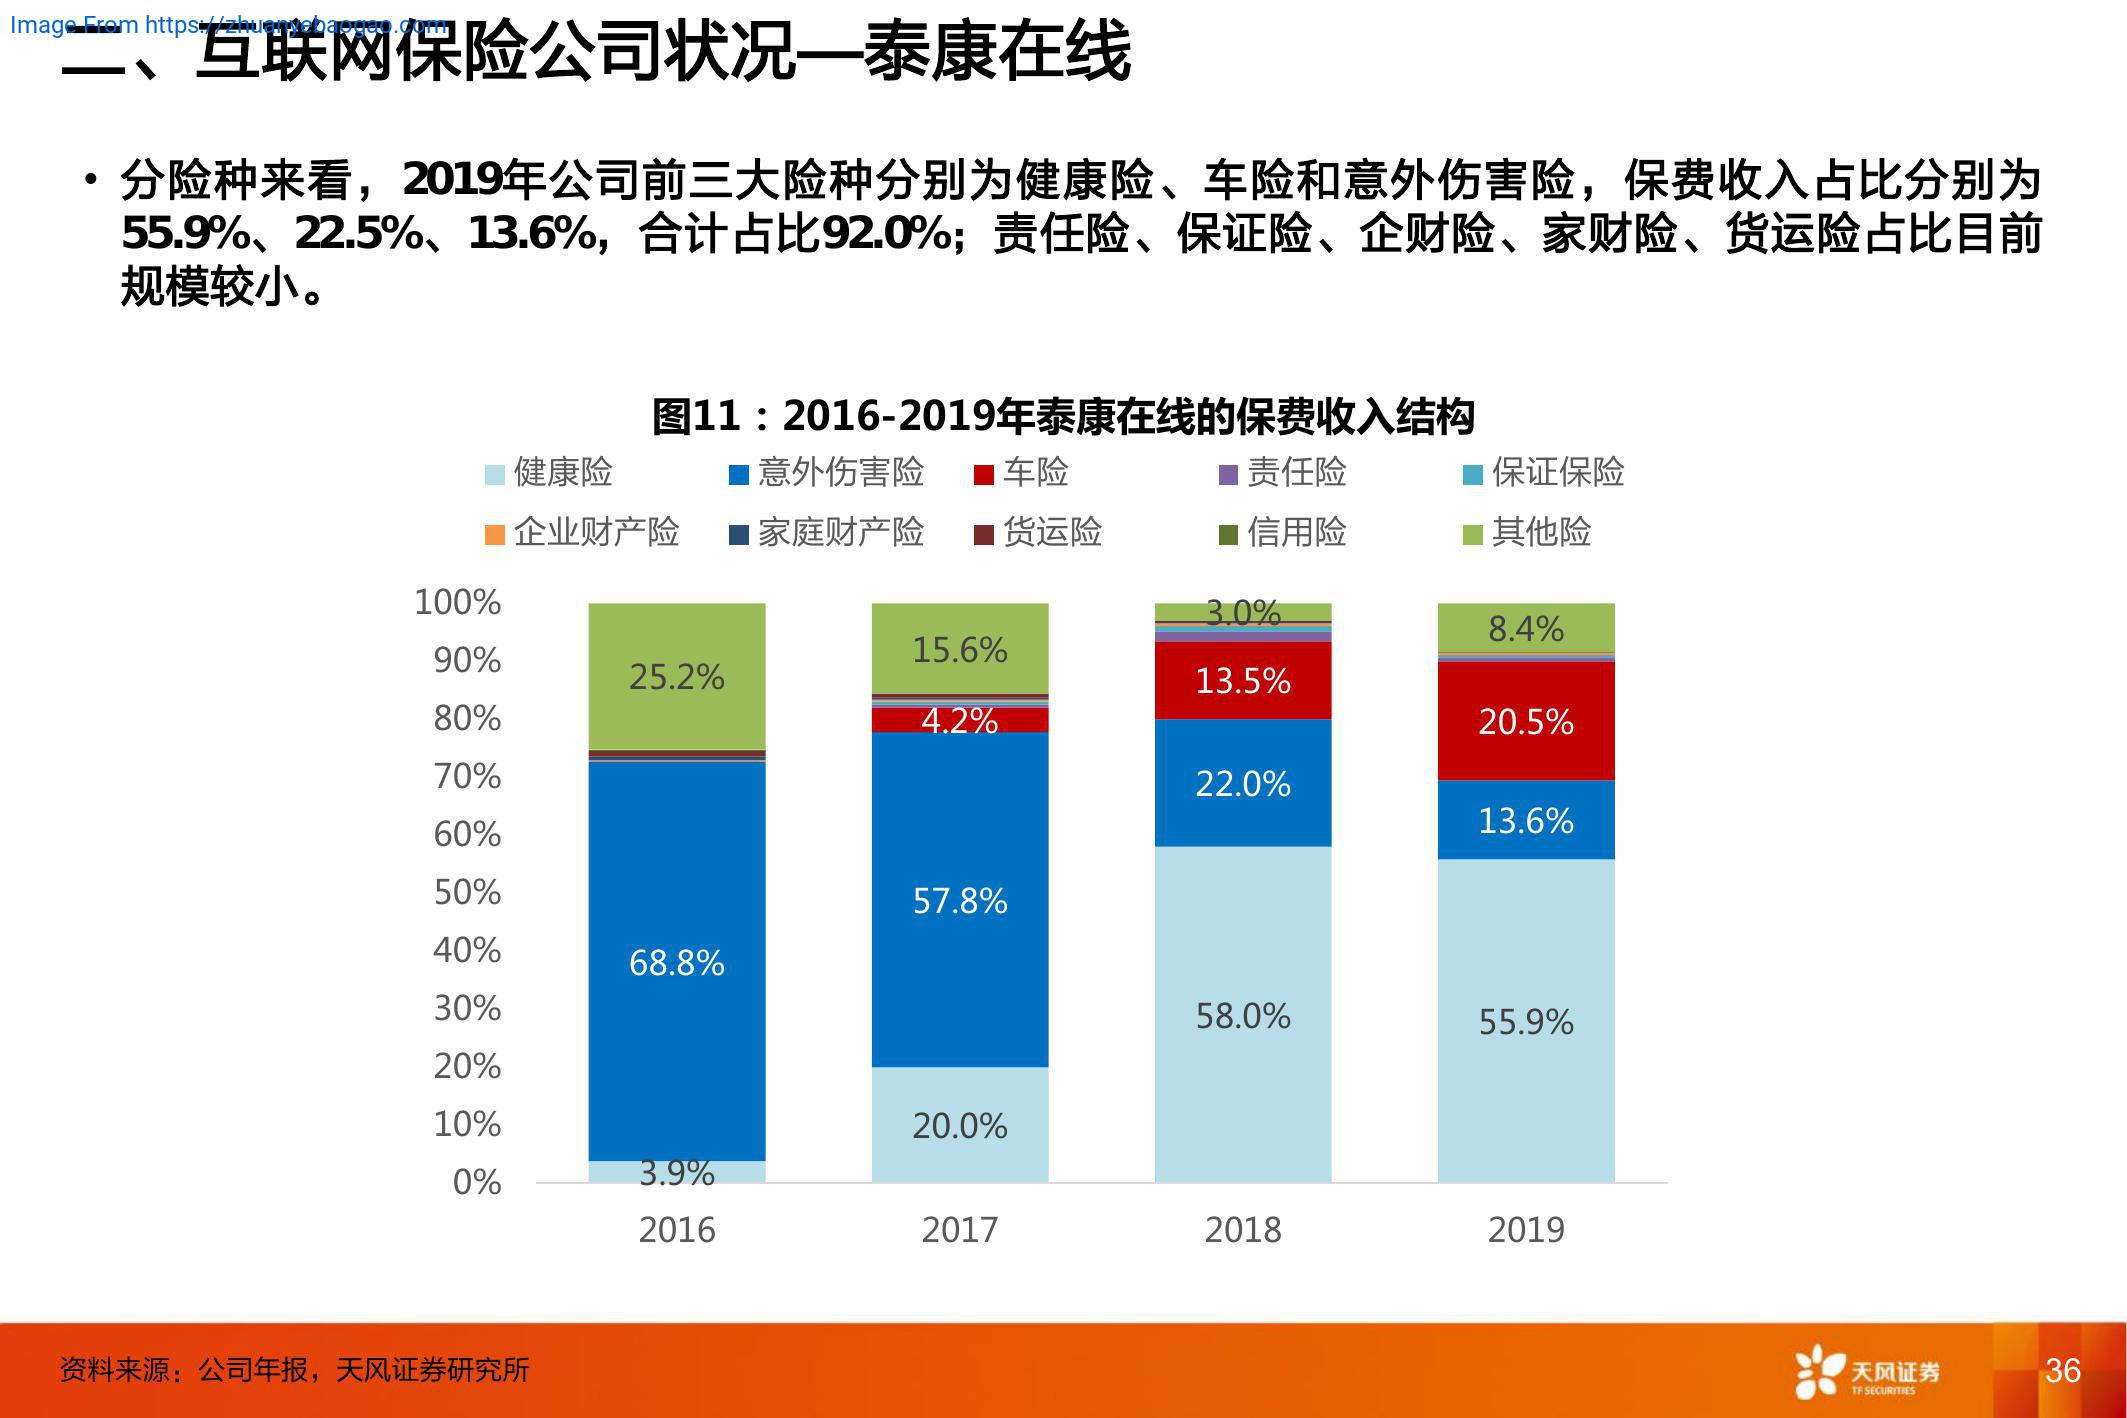 Image From https://zhuanyebaogao.com
二、互联网保险公司状况—泰康在线
• 分险种来看，2019年公司前三大险种分别为健康险、车险和意外伤害险，保费收入占比分别为
55.9%、22.5%、13.6%，合计占比92.0%；责任险、保证险、企财险、家财险、货运险占比目前
规模较小。
图11：2016-2019年泰康在线的保费收入结构
健康险 意外伤害险 车险 责任险 保证保险
企业财产险 家庭财产险 货运险 信用险 其他险
100%
90%
80%
70%
60%
50%
40%
30%
20%
10%
0%
25.2%
68.8%
3.9%
15.6%
4.2%
57.8%
20.0%
3.0%
13.5%
22.0%
58.0%
8.4%
20.5%
13.6%
55.9%
2016 2017 2018 2019
资料来源：公司年报，天风证券研究所
天风证券
TF SECURITIES
36